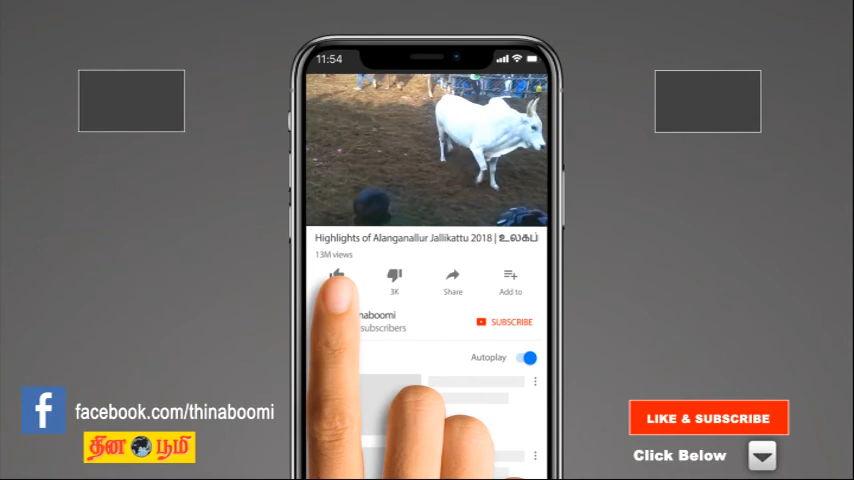 11:54
Highlights of Alanganallur Jallikattu 2018 | உலகப்
13M views
3K
Share
Add to
naboomi
subscribers
SUBSCRIBE
Autoplay
facebook.com/thinaboomi
தின பூமி
LIKE & SUBSCRIBE
Click Below